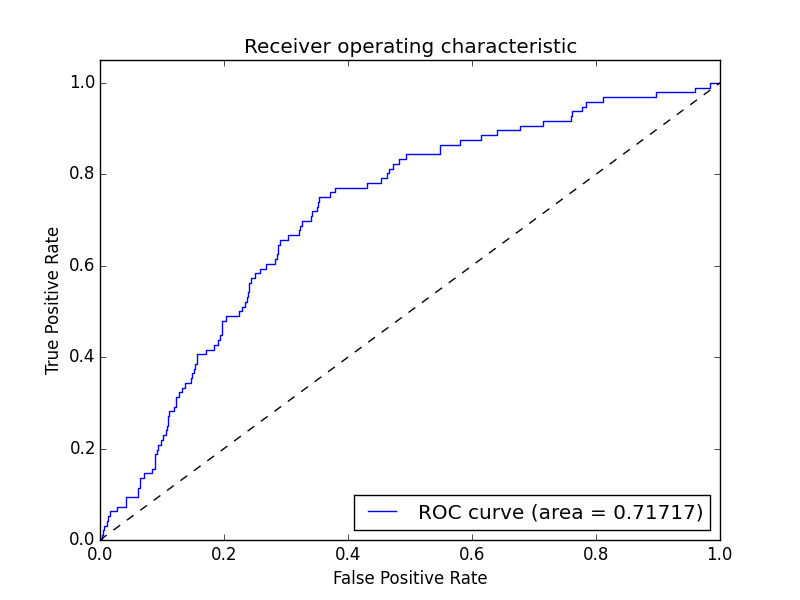 Receiver operating characteristic
1.0
0.8
0.6
0.4
0.2
0.0
True Positive Rate
ROC curve (area = 0.71717)
0.0 0.2 0.4 0.6 0.8 1.0
False Positive Rate